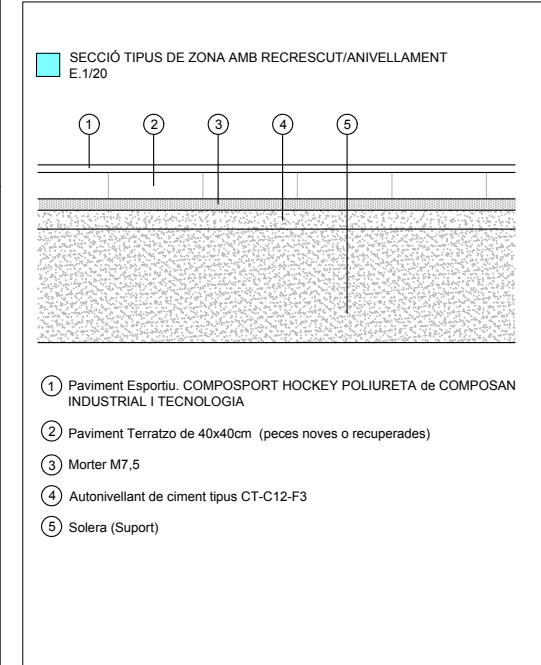 SECCIÓ TIPUS DE ZONA AMB RECRESCUT/ANIVELLAMENT
E.1/20
1 2 3 4 5
1 Paviment Esportiu. COMPOSPORT HOCKEY POLIURETA de COMPOSAN
INDUSTRIAL I TECNOLOGIA
2 Paviment Terratzo de 40x40cm (peces noves o recuperades)
3 Morter M7,5
4 Autonivellant de ciment tipus CT-C12-F3
5 Solera (Suport)